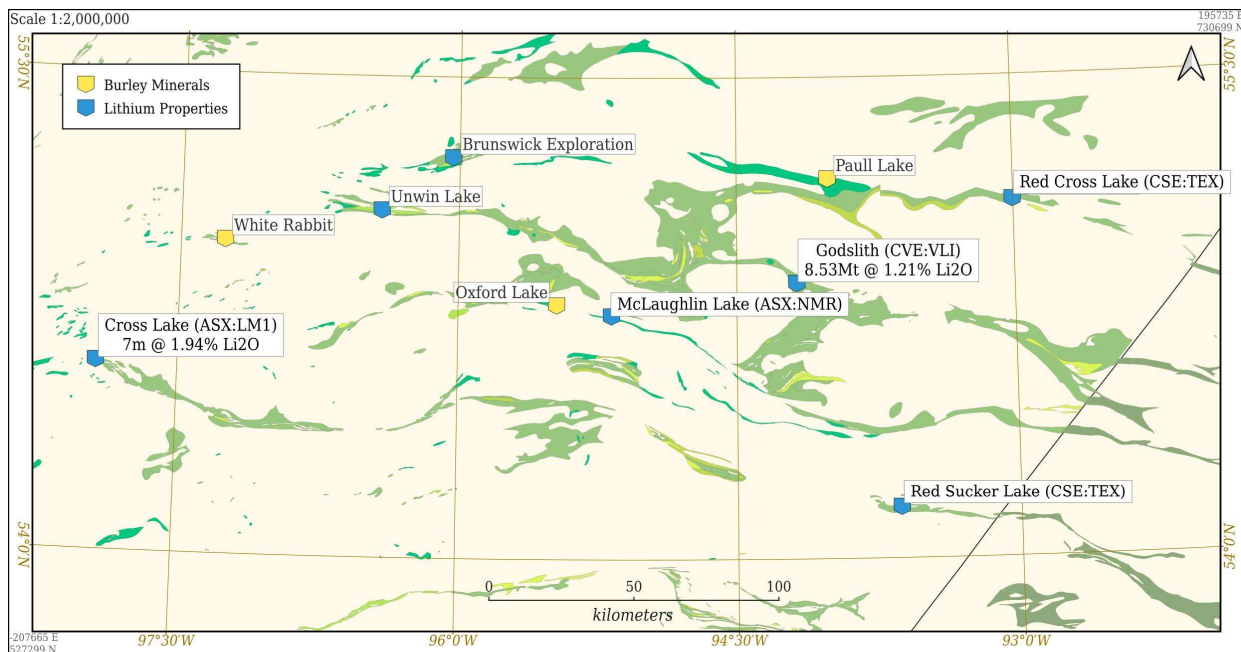 Scale 1:2,000,000
195735 E
730699 N
55°30′N
55°30′N
Burley Minerals
Lithium Properties
Brunswick Exploration
Paull Lake
Red Cross Lake (CSE:TEX)
Unwin Lake
White Rabbit
Godslith (CVE:VLI)
8.53Mt @ 1.21% Li2O
Oxford Lake
McLaughlin Lake (ASX:NMR)
Cross Lake (ASX:LM1)
7m @ 1.94% Li2O
Red Sucker Lake (CSE:TEX)
54°0′N
54°0′N
0 50 100
kilometers
-207665 E
527299 N
97°30′W
96°0′W
94°30′W
93°0′W